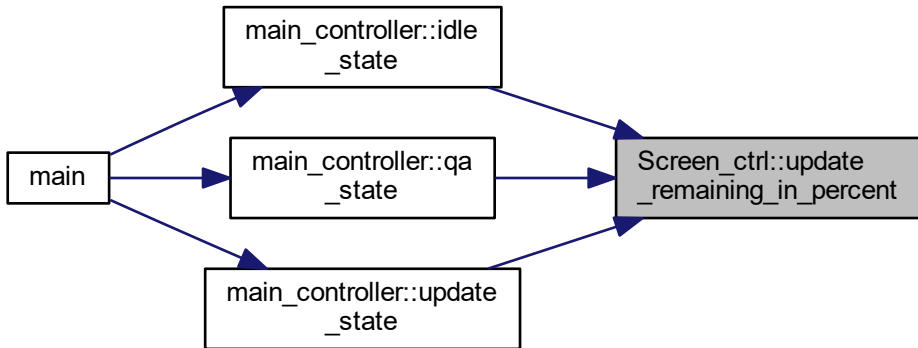 main_controller::idle
_state
main
main_controller::qa
_state
Screen_ctrl::update
_remaining_in_percent
main_controller::update
_state